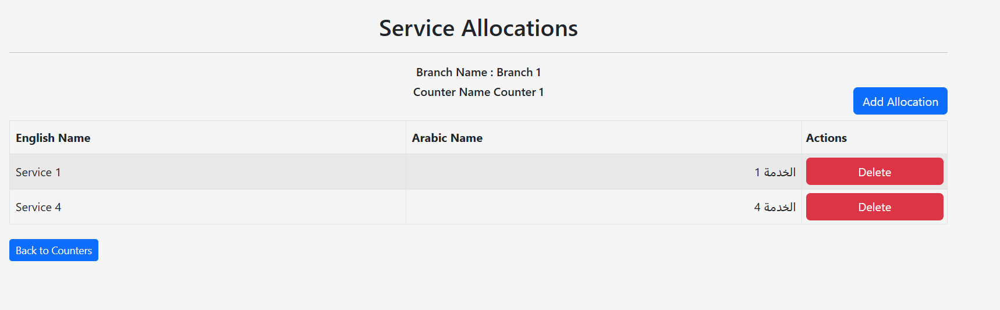 Service Allocations
Branch Name : Branch 1
Counter Name Counter 1
Add Allocation
English Name Arabic Name Actions
Service 1 الخدمة 1 Delete
Service 4 الخدمة 4 Delete
Back to Counters